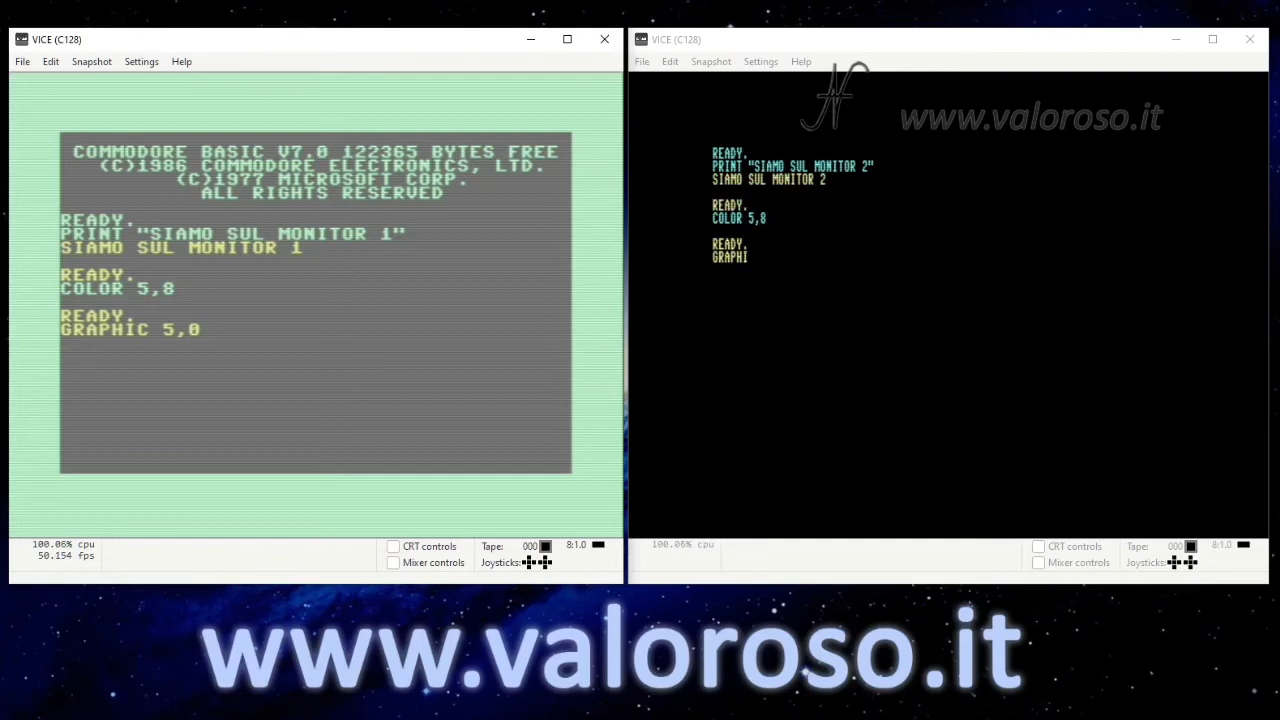 VICE (C128)
File Edit Snapshot Settings Help
COMMODORE BASIC V7.0 122365 BYTES FREE
(C)1986 COMMODORE ELECTRONICS, LTD.
(C)1977 MICROSOFT CORP.
ALL RIGHTS RESERVED
READY.
PRINT "SIAMO SUL MONITOR 1"
SIAMO SUL MONITOR 1
READY.
COLOR 5,8
READY.
GRAPHIC 5,0
100.06% cpu
50.154 fps
CRT controls
Mixer controls
Tape: 000
Joysticks:
8:1.0
VICE (C128)
File Edit Snapshot Settings Help
www.valoroso.it
READY.
PRINT "SIAMO SUL MONITOR 2"
SIAMO SUL MONITOR 2
READY.
COLOR 5,8
READY.
GRAPHI
100.06% cpu
CRT controls
Mixer controls
Tape: 000
Joysticks:
8:1.0
www.valoroso.it